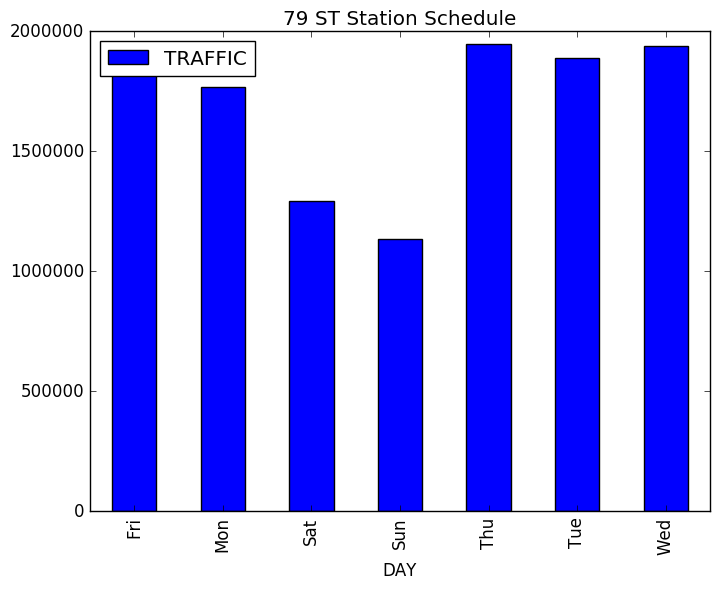 79 ST Station Schedule
TRAFFIC
2000000
1500000
1000000
500000
0
Fri
Mon
Sat
Sun
Thu
Tue
Wed
DAY